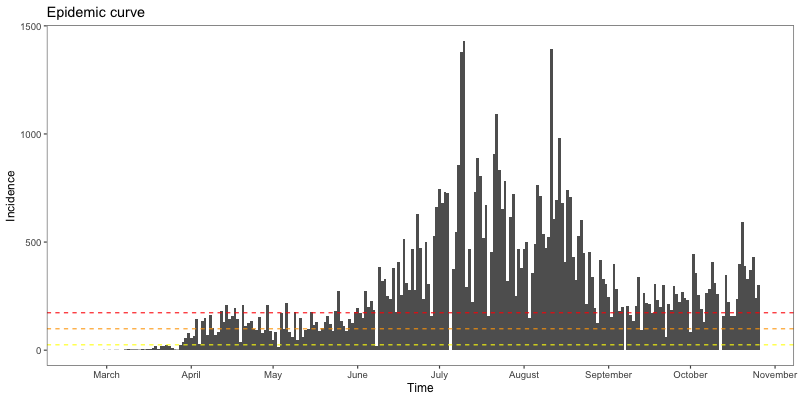 Epidemic curve
1500
1000
500
0
Incidence
March April May June July August September October November
Time